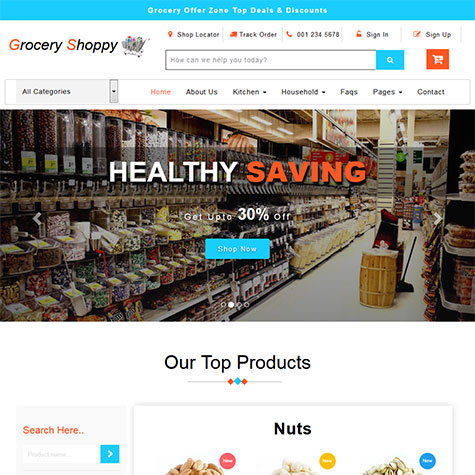 Grocery Offer Zone Top Deals & Discounts
Grocery Shoppy
Shop Locator Track Order 001 234 5678 Sign In Sign Up
How can we help you today?
All Categories Home About Us Kitchen Household Faqs Pages Contact
HEALTHY SAVING
Get Upto 30% Off
Shop Now
Our Top Products
Search Here..
Nuts
Product name...
New New New